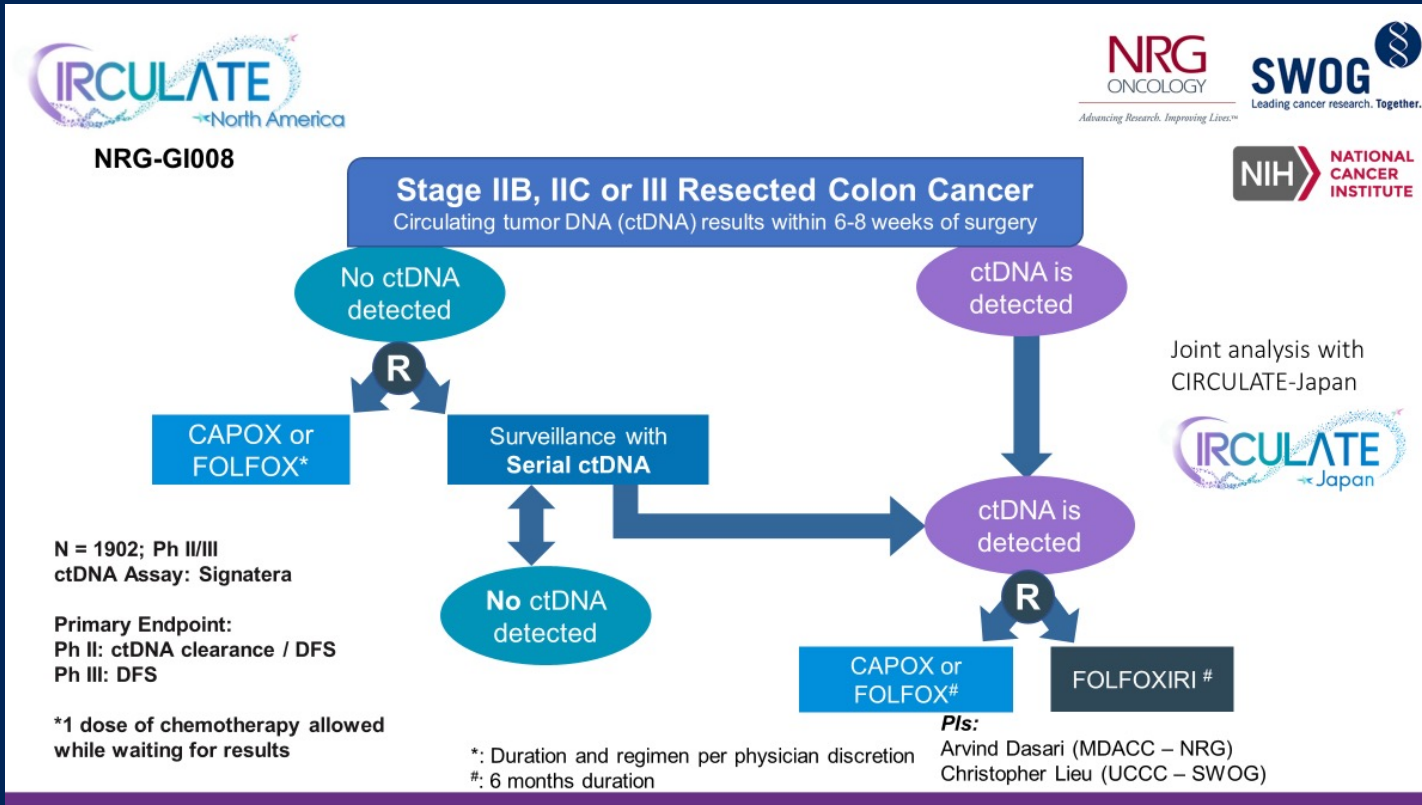 CIRCULATE
North America
NRG-GI008
NRG
ONCOLOGY
Advancing Research. Improving Lives.™
SWOG
Leading cancer research. Together.
NIH
NATIONAL
CANCER
INSTITUTE
Stage IIB, IIC or III Resected Colon Cancer
Circulating tumor DNA (ctDNA) results within 6-8 weeks of surgery
No ctDNA
detected
ctDNA is
detected
R
CAPOX or
FOLFOX*
Surveillance with
Serial ctDNA
Joint analysis with
CIRCULATE-Japan
CIRCULATE
Japan
ctDNA is
detected
No ctDNA
detected
R
CAPOX or
FOLFOX#
FOLFOXIRI #
N = 1902; Ph II/III
ctDNA Assay: Signatera
Primary Endpoint:
Ph II: ctDNA clearance / DFS
Ph III: DFS
*1 dose of chemotherapy allowed
while waiting for results
*: Duration and regimen per physician discretion
#: 6 months duration
PIs:
Arvind Dasari (MDACC – NRG)
Christopher Lieu (UCCC – SWOG)